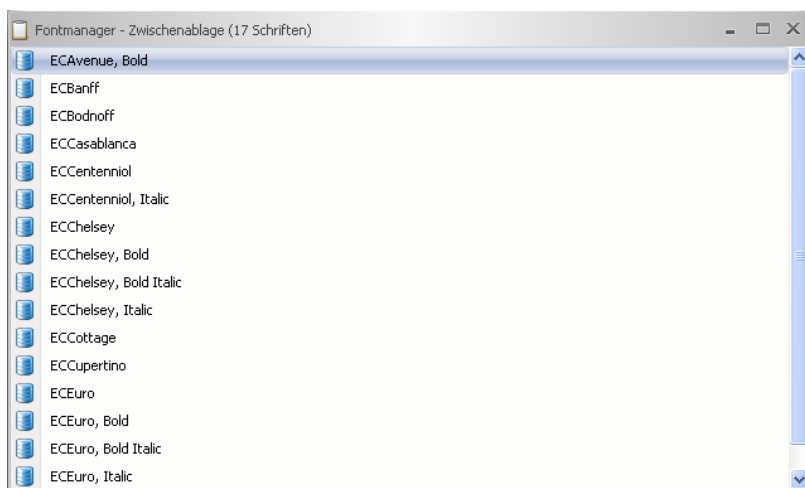 Fontmanager - Zwischenablage (17 Schriften)
ECAvenue, Bold
ECBanff
ECBodnoff
ECCasablanca
ECCentenniol
ECCentenniol, Italic
ECChelsey
ECChelsey, Bold
ECChelsey, Bold Italic
ECChelsey, Italic
ECCottage
ECCupertino
ECEuro
ECEuro, Bold
ECEuro, Bold Italic
ECEuro, Italic